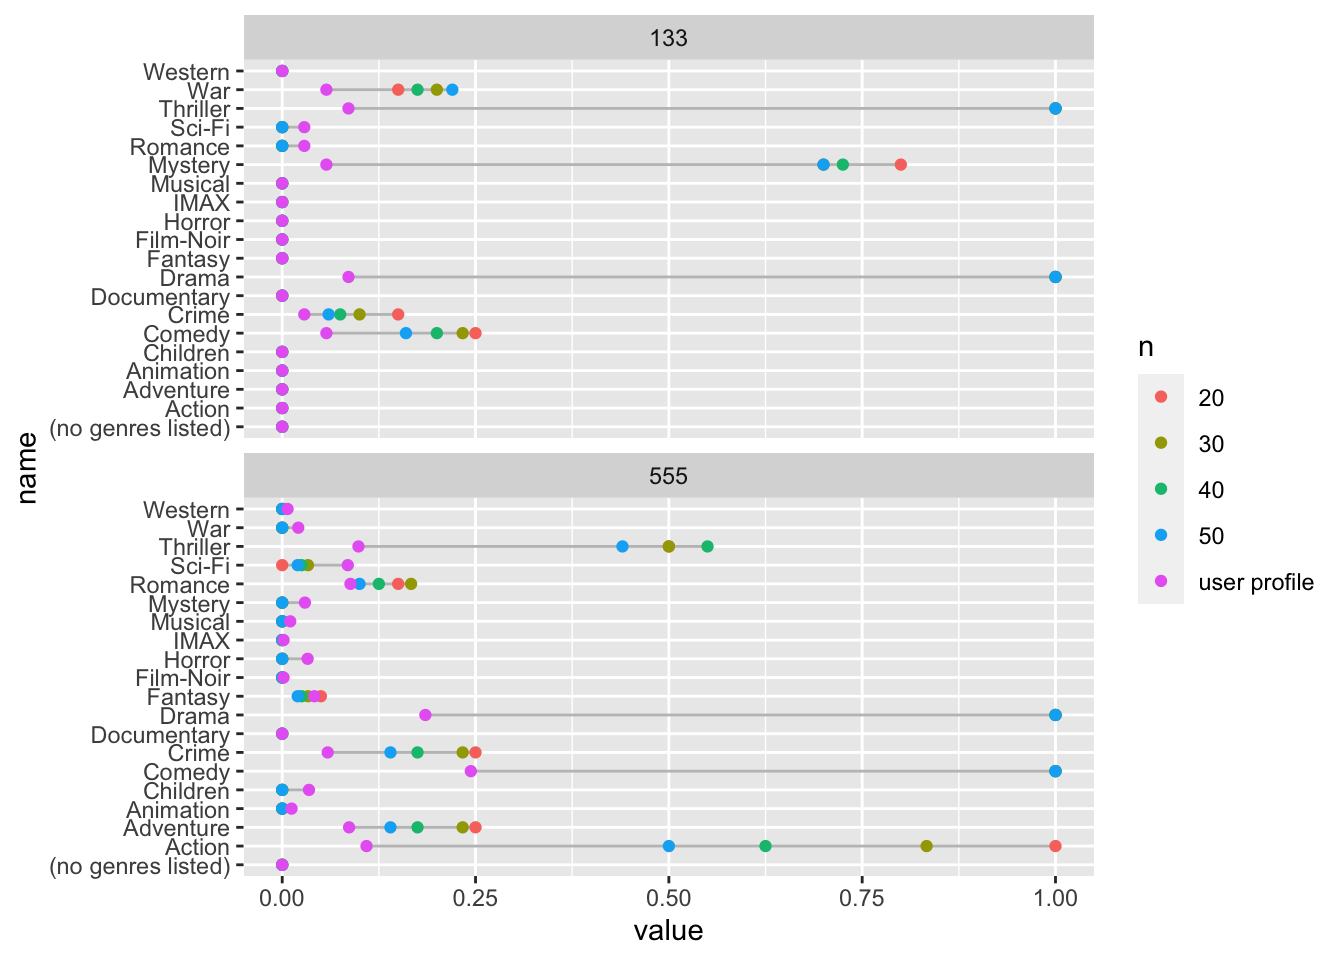 133
Western
War
Thriller
Sci-Fi
Romance
Mystery
Musical
IMAX
Horror
Film-Noir
Fantasy
Drama
Documentary
Crime
Comedy
Children
Animation
Adventure
Action
(no genres listed)
name
555
Western
War
Thriller
Sci-Fi
Romance
Mystery
Musical
IMAX
Horror
Film-Noir
Fantasy
Drama
Documentary
Crime
Comedy
Children
Animation
Adventure
Action
(no genres listed)
0.00 0.25 0.50 0.75 1.00
value
n
20
30
40
50
user profile